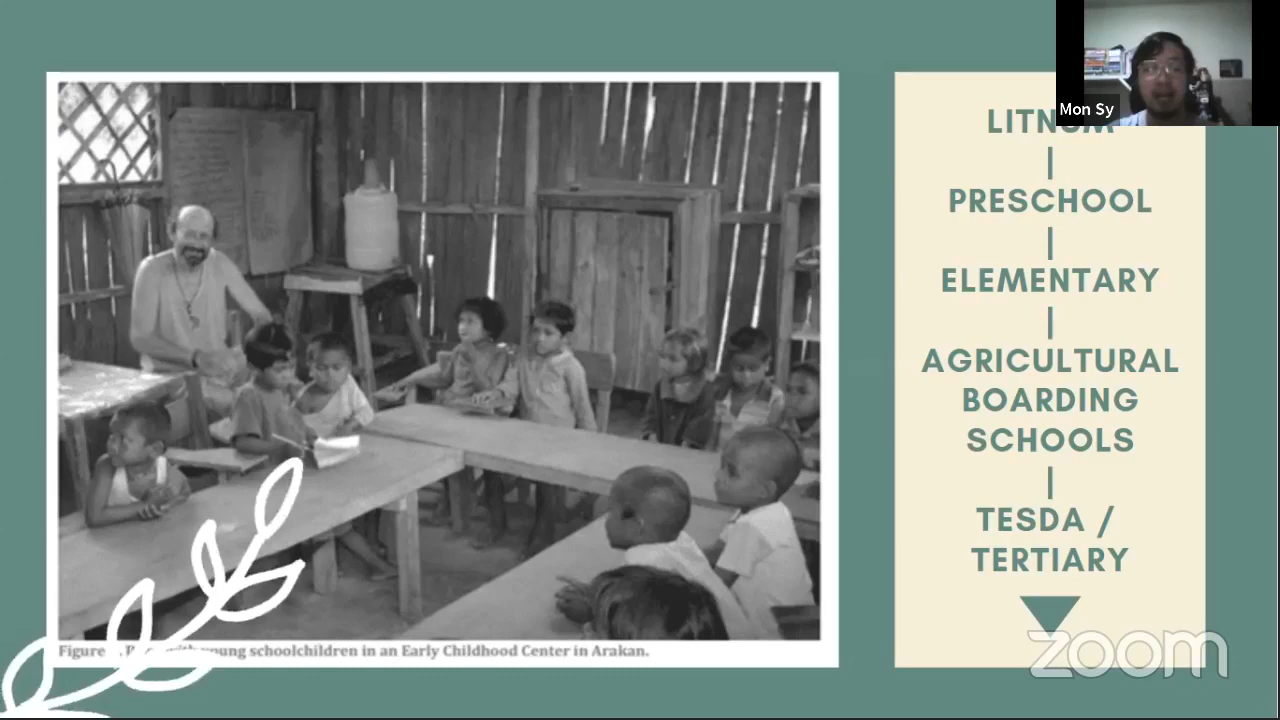 Mon Sy
|
PRESCHOOL
|
ELEMENTARY
|
AGRICULTURAL
BOARDING
SCHOOLS
|
TESDA /
TERTIARY
zoom
Figure young schoolchildren in an Early Childhood Center in Arakan.